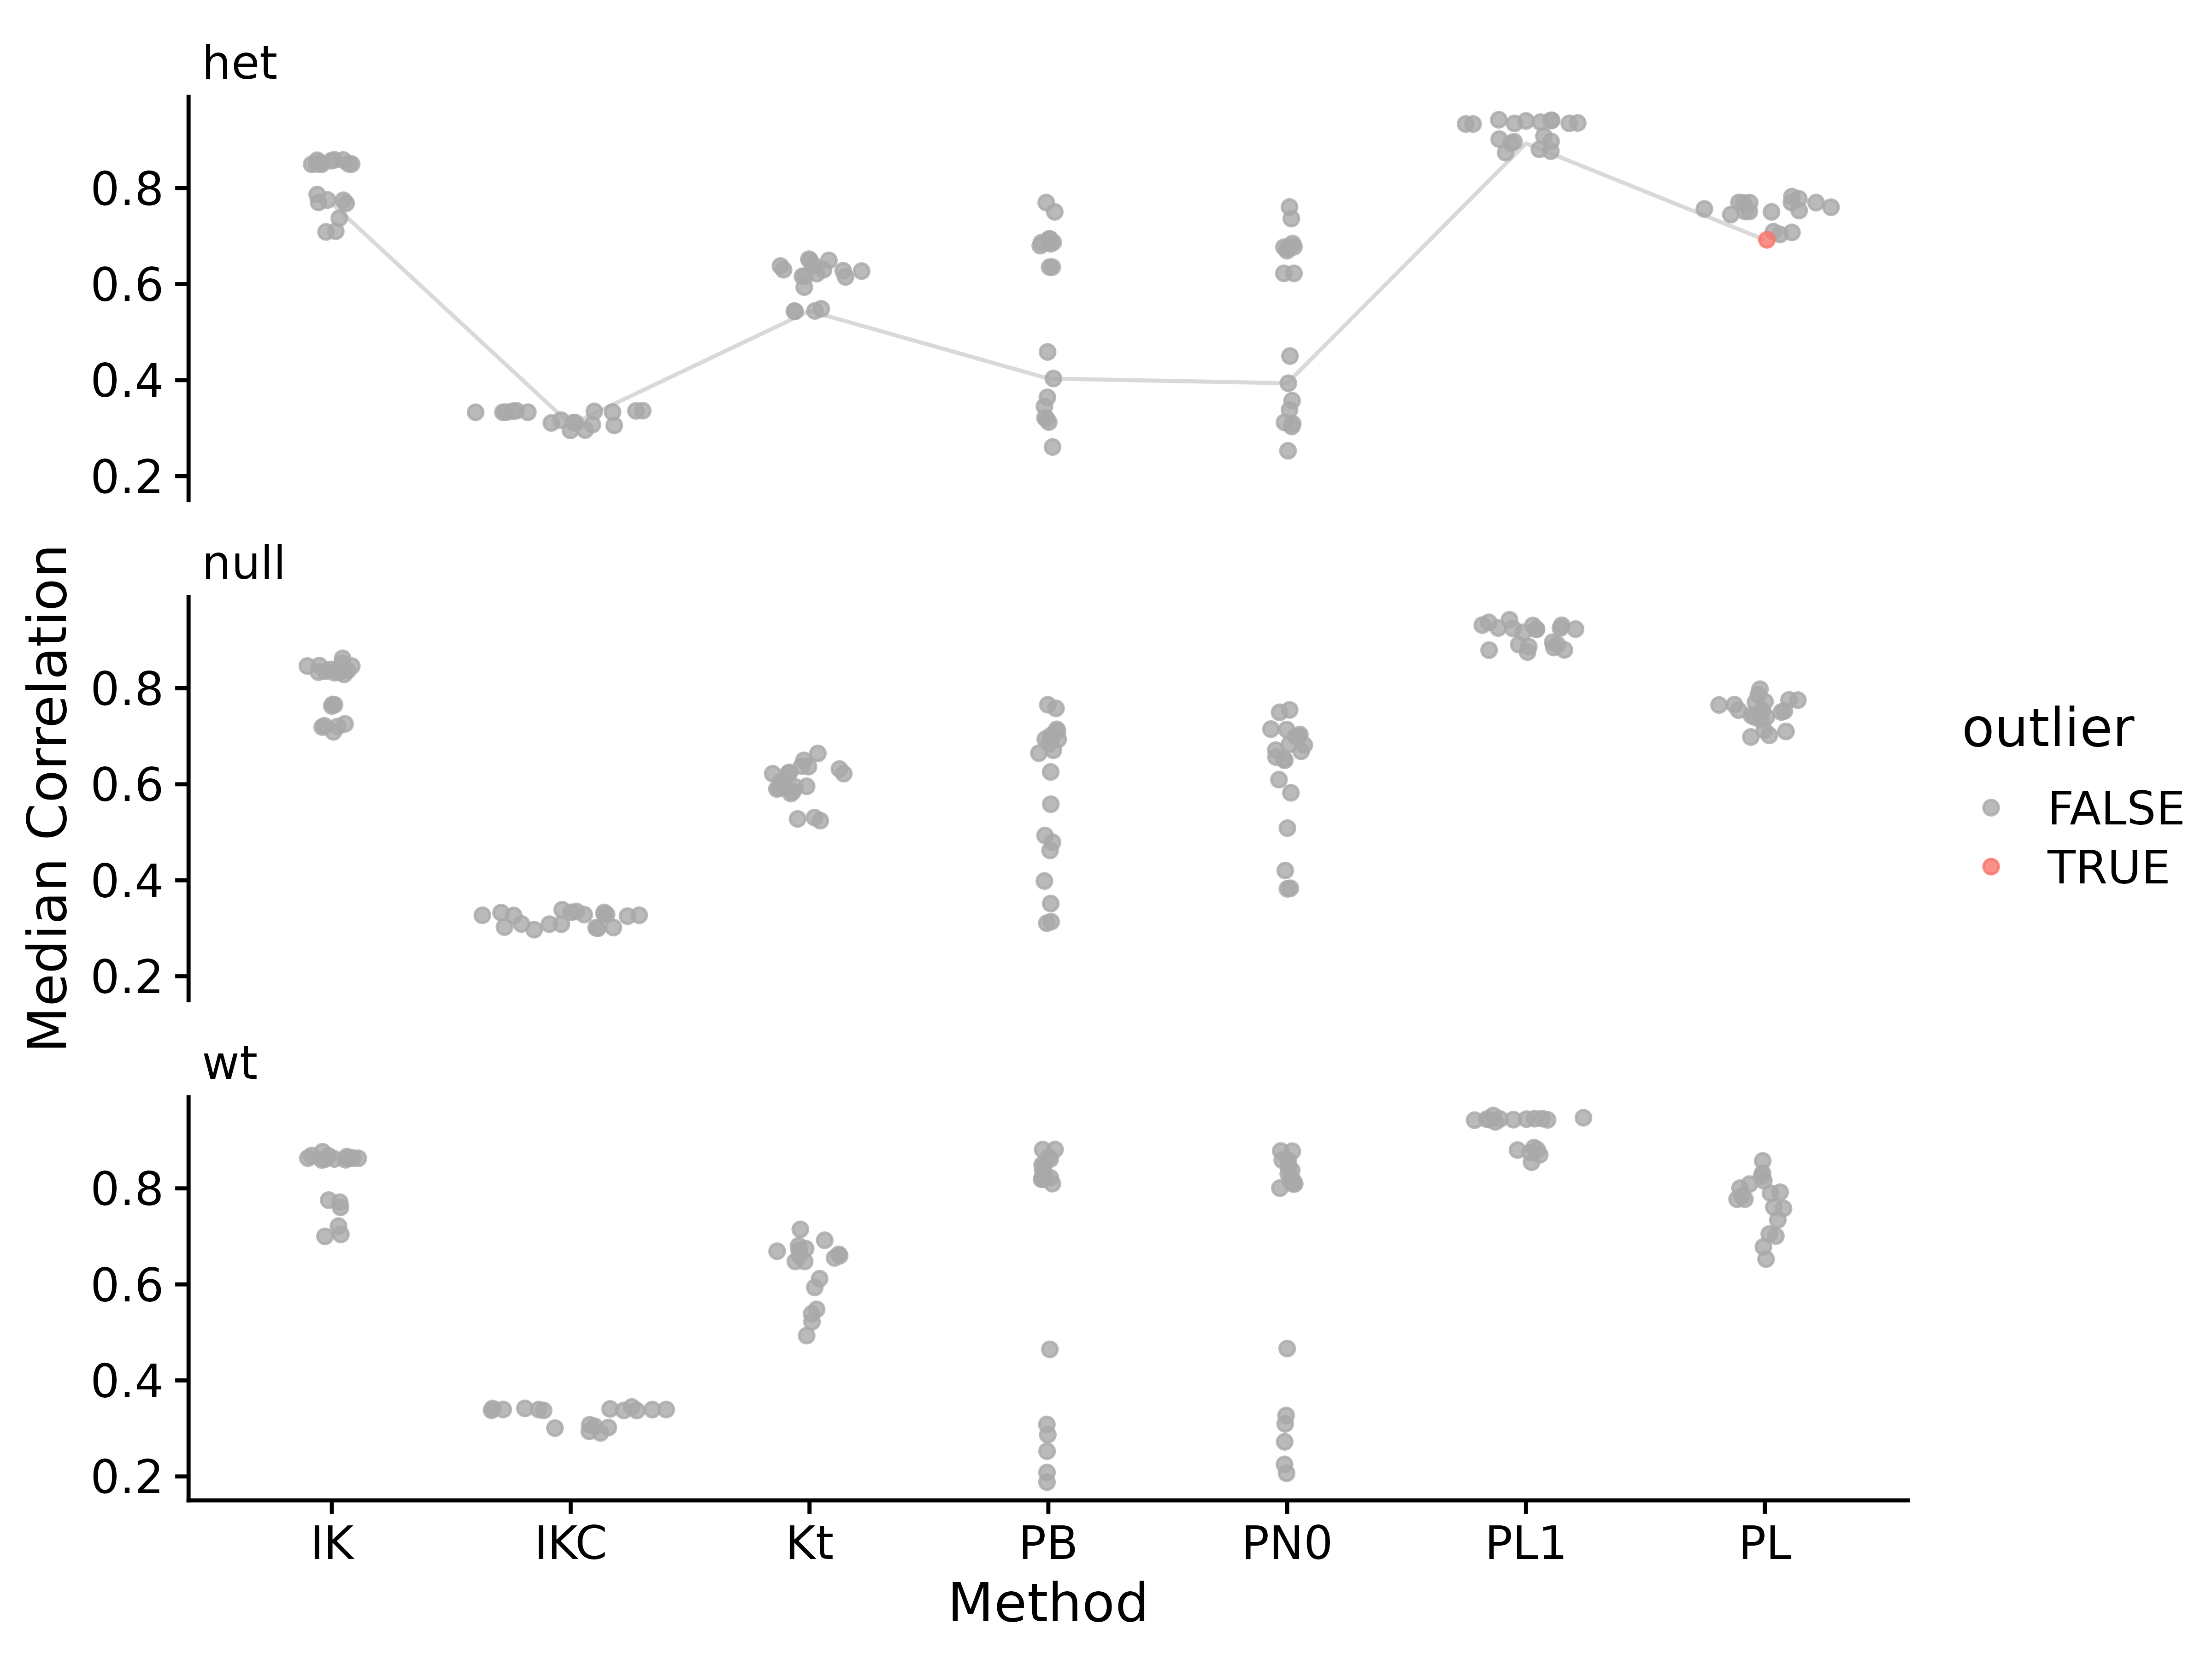 het
0.8
0.6
0.4
0.2
null
0.8
0.6
0.4
0.2
wt
0.8
0.6
0.4
0.2
Median Correlation
IK IKC Kt PB PN0 PL1 PL
Method
outlier
FALSE
TRUE